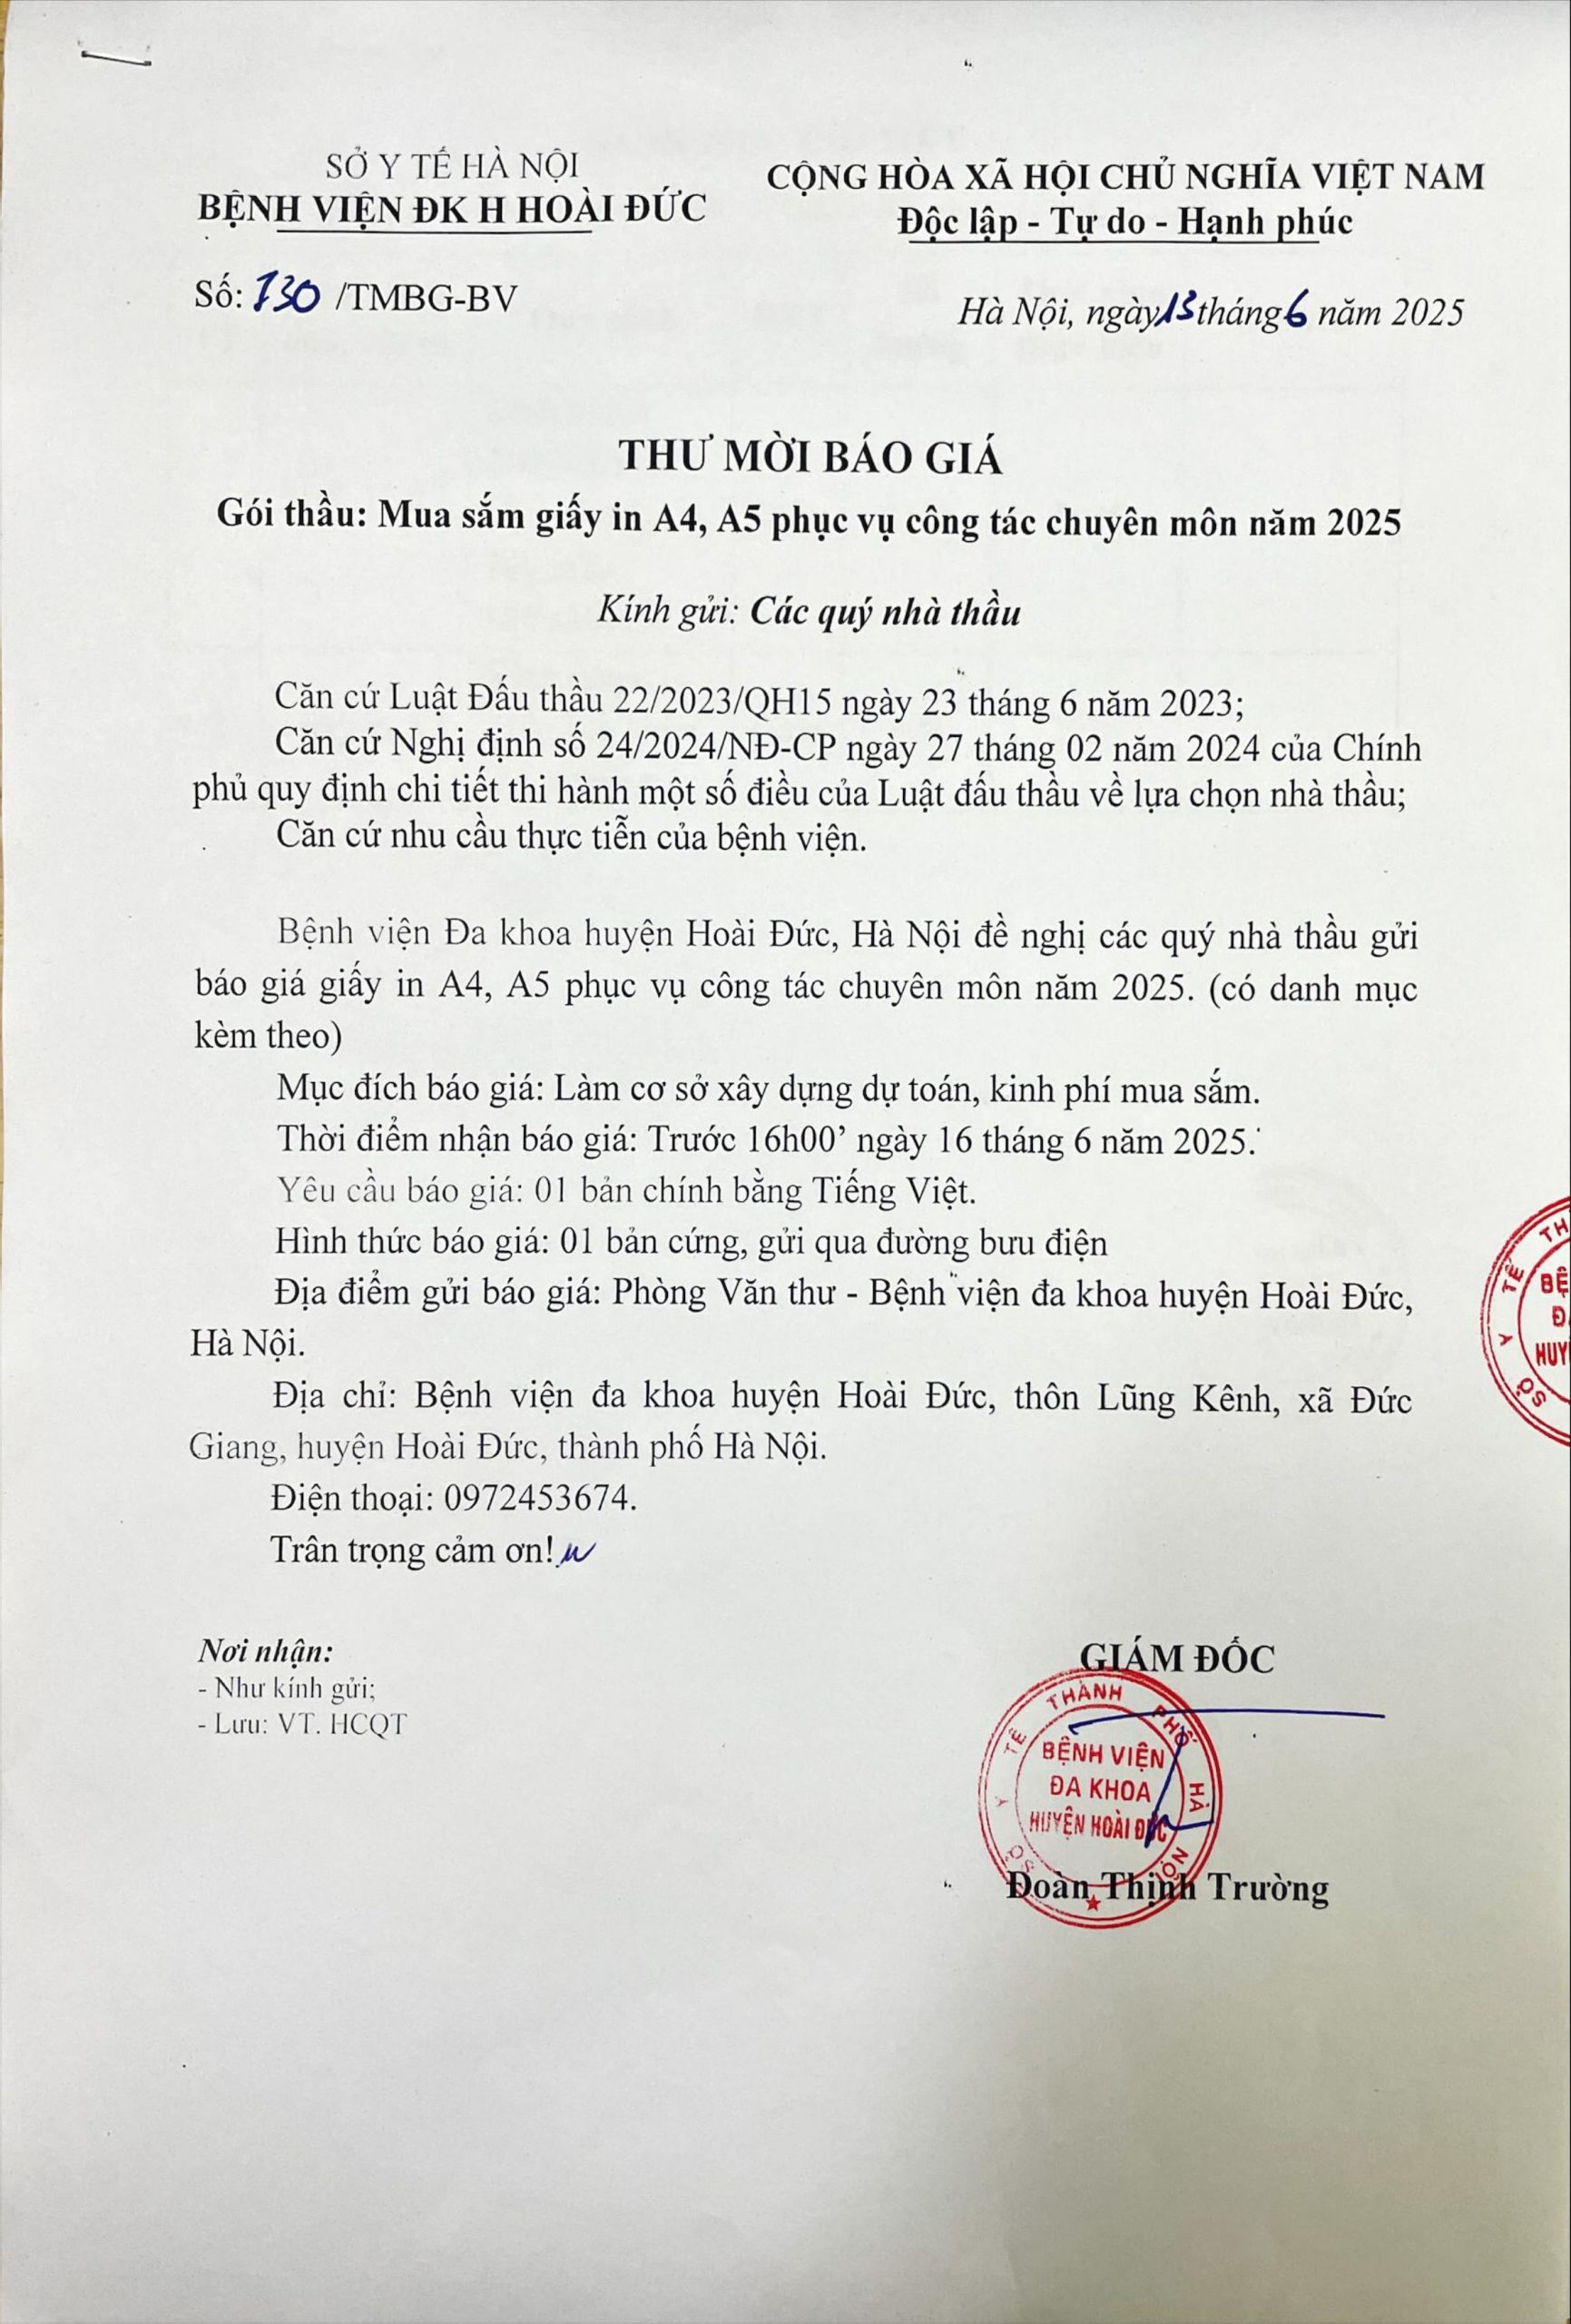 SỞ Y TẾ HÀ NỘI
BỆNH VIỆN ĐK H HOÀI ĐỨC
CỘNG HÒA XÃ HỘI CHỦ NGHĨA VIỆT NAM
Độc lập - Tự do - Hạnh phúc
Số: 730 /TMBG-BV
Hà Nội, ngày 13 tháng 6 năm 2025
THƯ MỜI BÁO GIÁ
Gói thầu: Mua sắm giấy in A4, A5 phục vụ công tác chuyên môn năm 2025
Kính gửi: Các quý nhà thầu
Căn cứ Luật Đấu thầu 22/2023/QH15 ngày 23 tháng 6 năm 2023;
Căn cứ Nghị định số 24/2024/NĐ-CP ngày 27 tháng 02 năm 2024 của Chính
phủ quy định chi tiết thi hành một số điều của Luật đấu thầu về lựa chọn nhà thầu;
Căn cứ nhu cầu thực tiễn của bệnh viện.
Bệnh viện Đa khoa huyện Hoài Đức, Hà Nội đề nghị các quý nhà thầu gửi
báo giá giấy in A4, A5 phục vụ công tác chuyên môn năm 2025. (có danh mục
kèm theo)
Mục đích báo giá: Làm cơ sở xây dựng dự toán, kinh phí mua sắm.
Thời điểm nhận báo giá: Trước 16h00’ ngày 16 tháng 6 năm 2025.
Yêu cầu báo giá: 01 bản chính bằng Tiếng Việt.
Hình thức báo giá: 01 bản cứng, gửi qua đường bưu điện
Địa điểm gửi báo giá: Phòng Văn thư - Bệnh viện đa khoa huyện Hoài Đức,
Hà Nội.
Địa chỉ: Bệnh viện đa khoa huyện Hoài Đức, thôn Lũng Kênh, xã Đức
Giang, huyện Hoài Đức, thành phố Hà Nội.
Điện thoại: 0972453674.
Trân trọng cảm ơn!
Nơi nhận:
- Như kính gửi;
- Lưu: VT. HCQT
GIÁM ĐỐC
SỞ Y TẾ THÀNH PHỐ HÀ NỘI
BỆNH VIỆN
ĐA KHOA
HUYỆN HOÀI ĐỨC
Đoàn Thịnh Trường